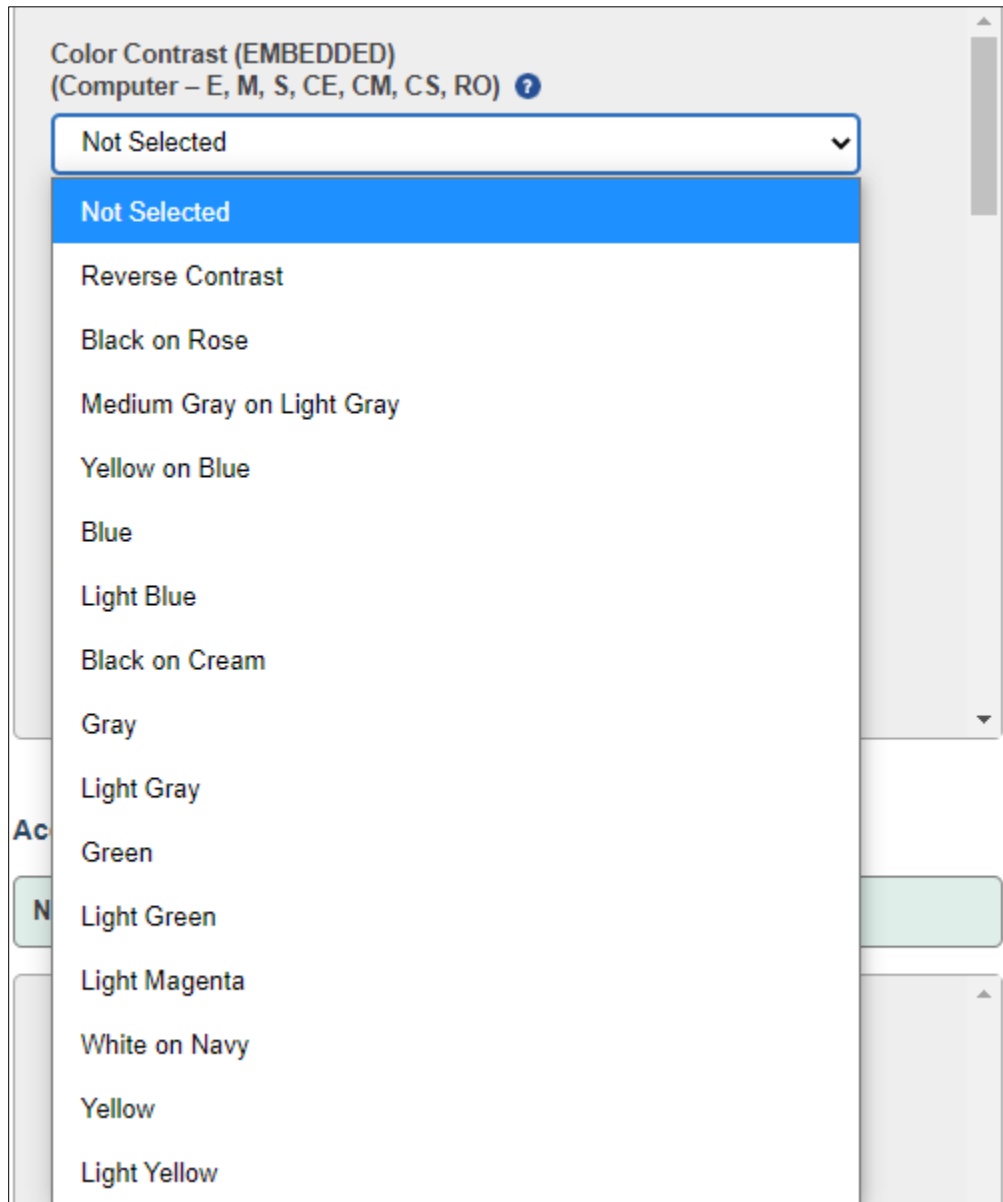 Color Contrast (EMBEDDED)
(Computer – E, M, S, CE, CM, CS, RO) ?
Not Selected
Not Selected
Reverse Contrast
Black on Rose
Medium Gray on Light Gray
Yellow on Blue
Blue
Light Blue
Black on Cream
Gray
Light Gray
Ac
Green
N
Light Green
Light Magenta
White on Navy
Yellow
Light Yellow